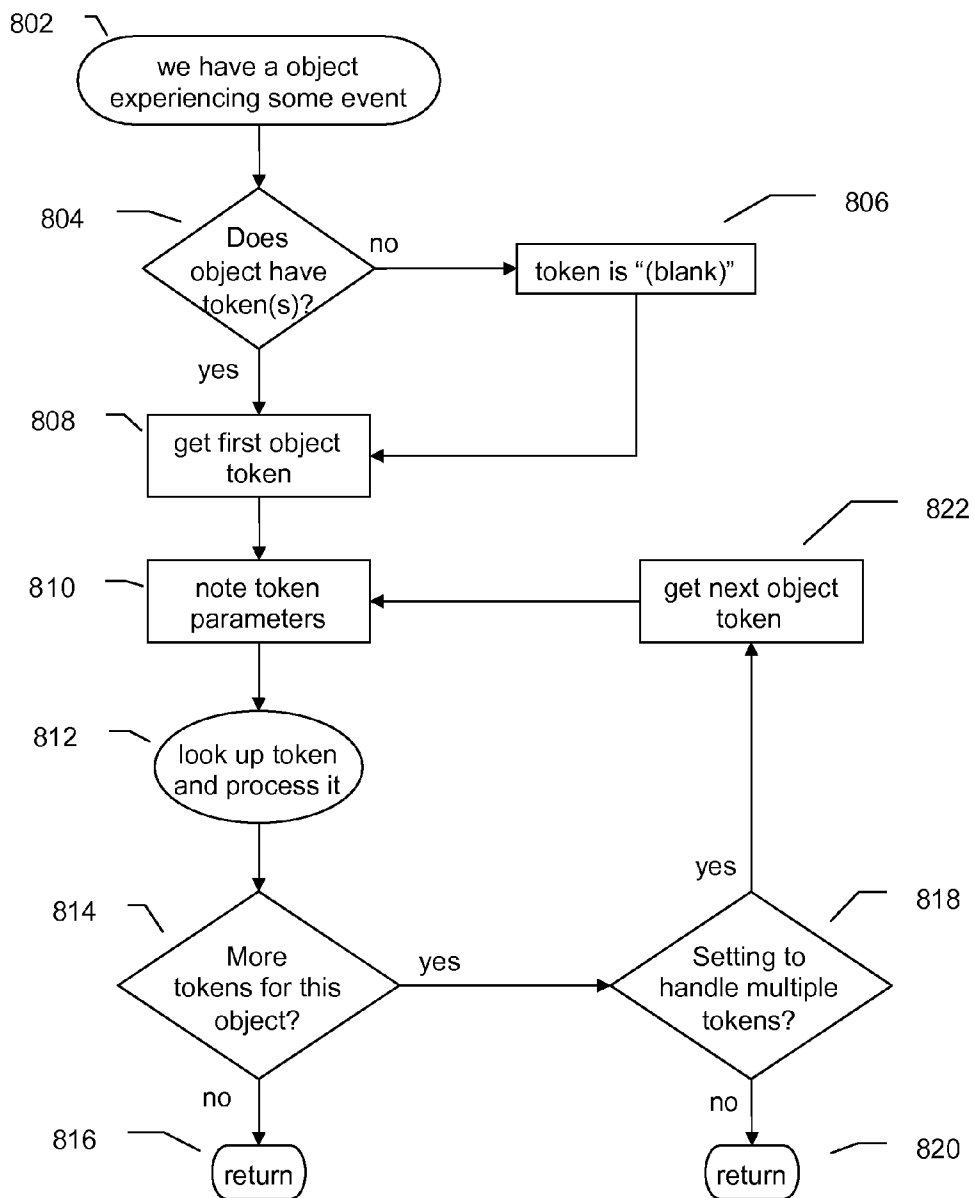 802
we have a object
experiencing some event
804
Does
object have
token(s)?
no
806
token is “(blank)”
yes
808
get first object
token
822
810
note token
parameters
get next object
token
812
look up token
and process it
yes
814
818
More
tokens for this
object?
yes
Setting to
handle multiple
tokens?
no
no
816
return
820
return